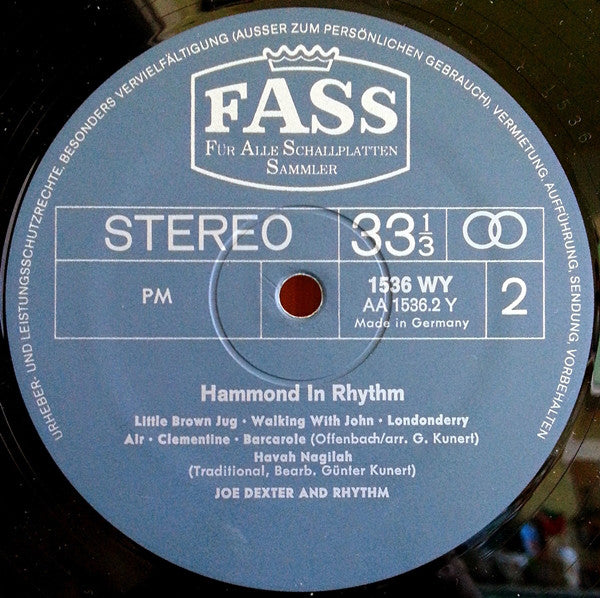 URHEBER- UND LEISTUNGSSCHUTZRECHTE, BESONDERS VERVIELFÄLTIGUNG (AUSSER ZUM PERSÖNLICHEN GEBRAUCH), VERMIETUNG, AUFFÜHRUNG, SENDUNG, VORBEHALTEN
FASS
FÜR ALLE SCHALLPLATTEN
SAMMLER
STEREO 33 1/3
PM 1536 WY 2
AA 1536.2 Y
Made in Germany
Hammond In Rhythm
Little Brown Jug · Walking With John · Londonderry
Air · Clementine · Barcarole (Offenbach/arr. G. Kunert)
Havah Nagilah
(Traditional, Bearb. Günter Kunert)
JOE DEXTER AND RHYTHM